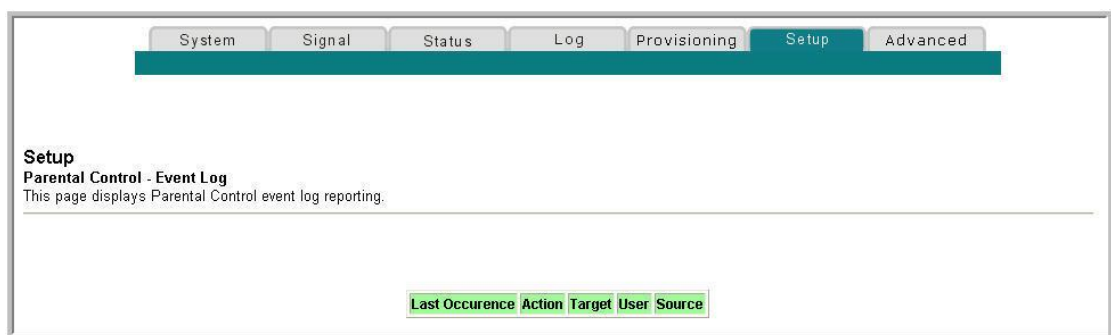 System Signal Status Log Provisioning Setup Advanced
Setup
Parental Control - Event Log
This page displays Parental Control event log reporting.
Last Occurence Action Target User Source